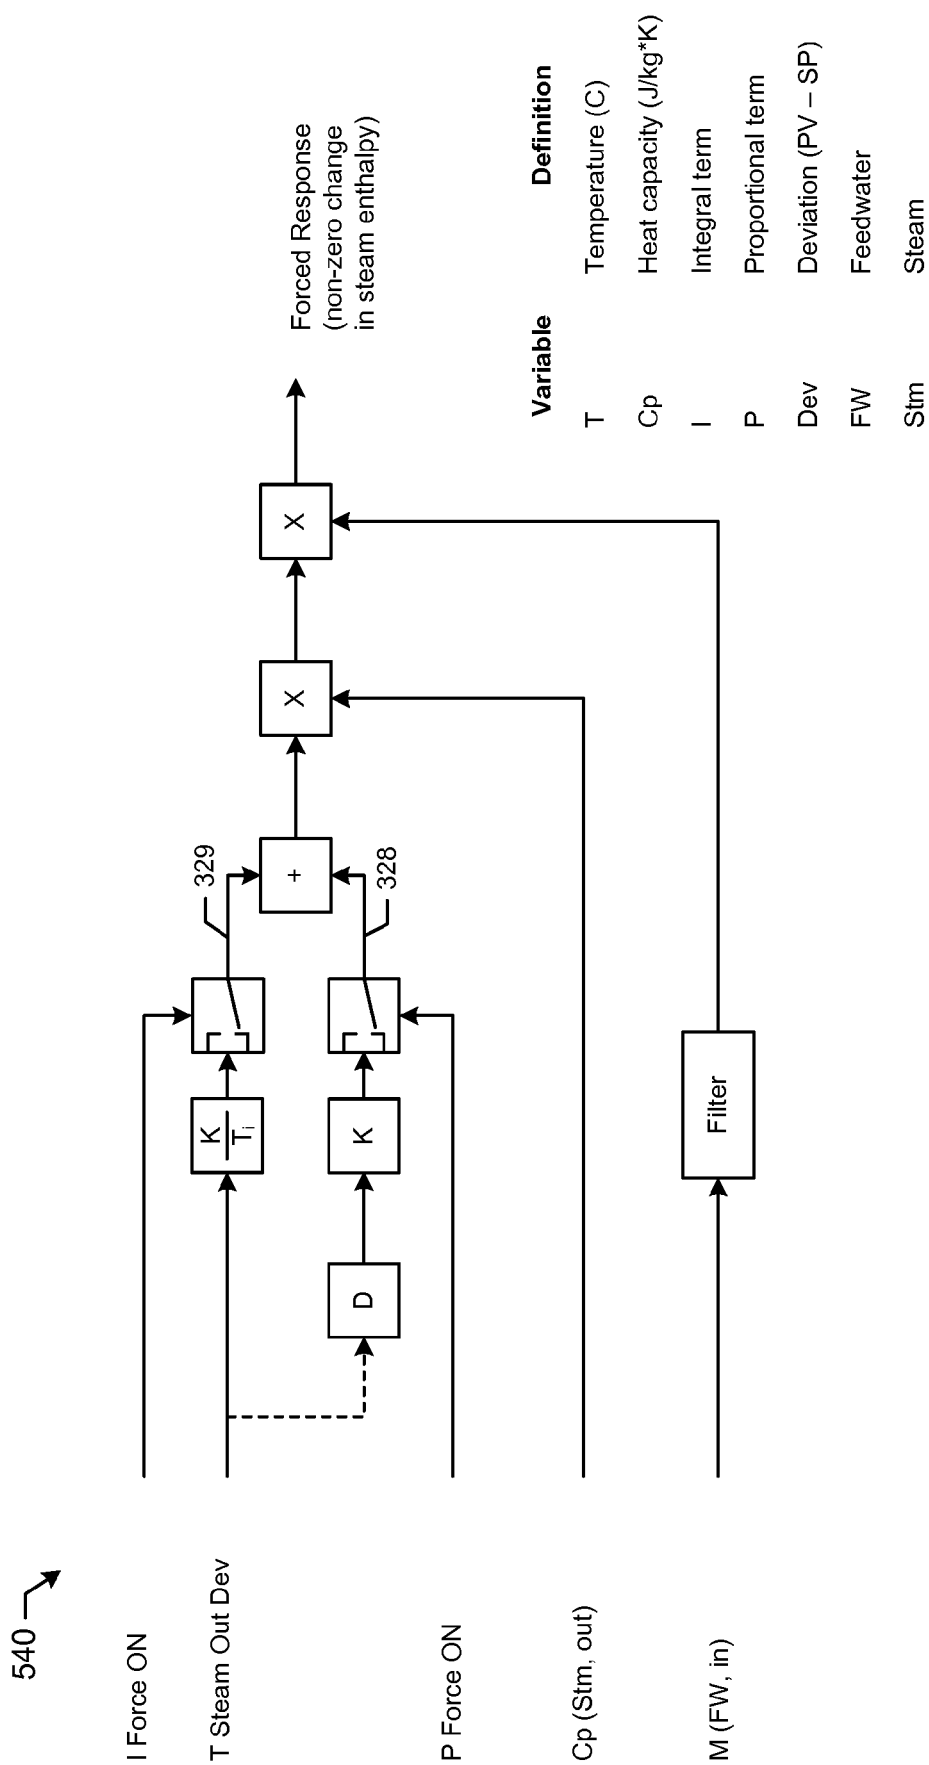 540
I Force ON
T Steam Out Dev
P Force ON
Cp (Stm, out)
M (FW, in)
K
Ti
D
K
Filter
329
328
+
X
X
Forced Response
(non-zero change
in steam enthalpy)
Variable Definition
T Temperature (C)
Cp Heat capacity (J/kg*K)
I Integral term
P Proportional term
Dev Deviation (PV – SP)
FW Feedwater
Stm Steam